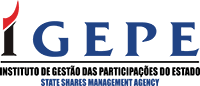 IGEPE
INSTITUTO DE GESTÃO DAS PARTICIPAÇÕES DO ESTADO
STATE SHARES MANAGEMENT AGENCY